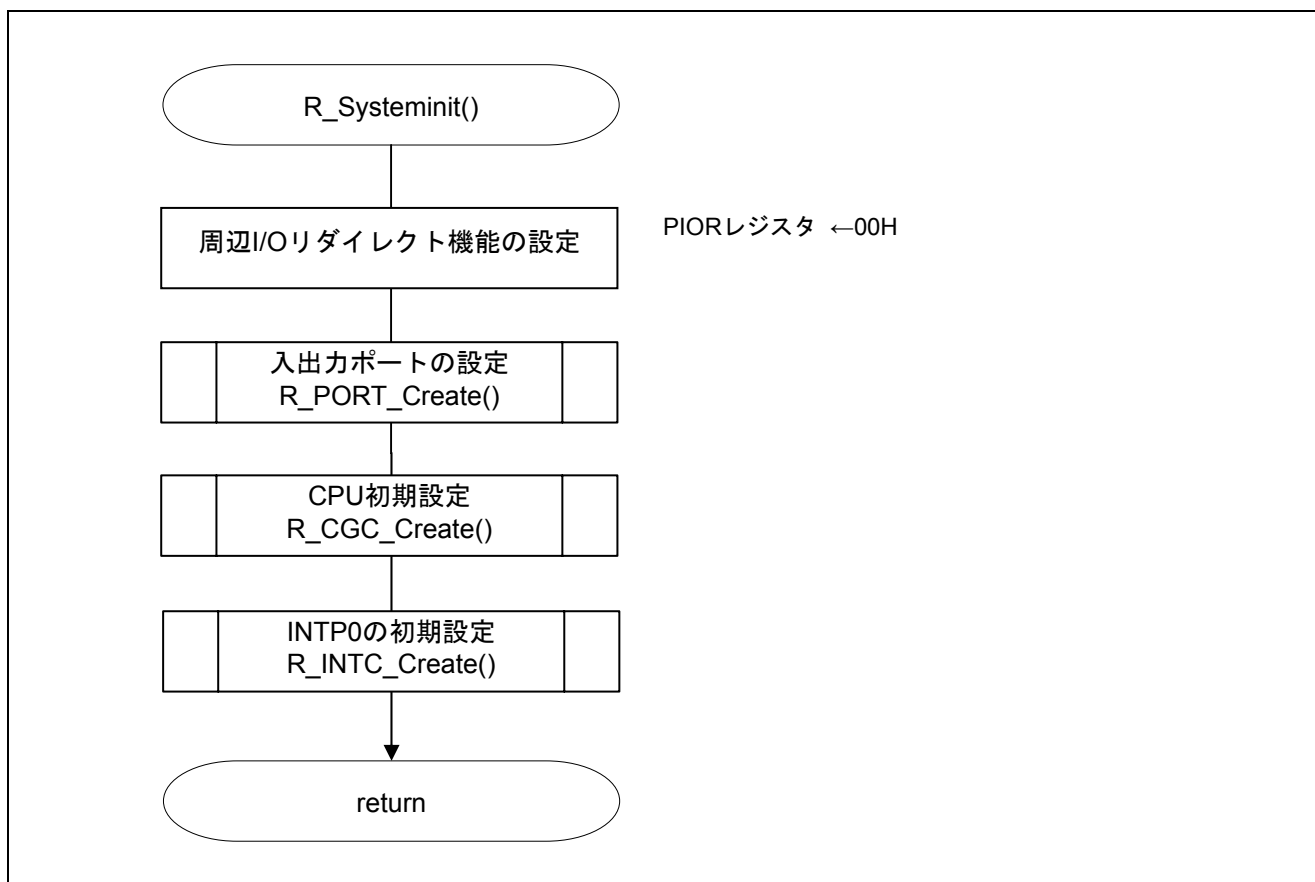 R_Systeminit()
周辺I/Oリダイレクト機能の設定
PIORレジスタ ←00H
入出力ポートの設定
R_PORT_Create()
CPU初期設定
R_CGC_Create()
INTP0の初期設定
R_INTC_Create()
return